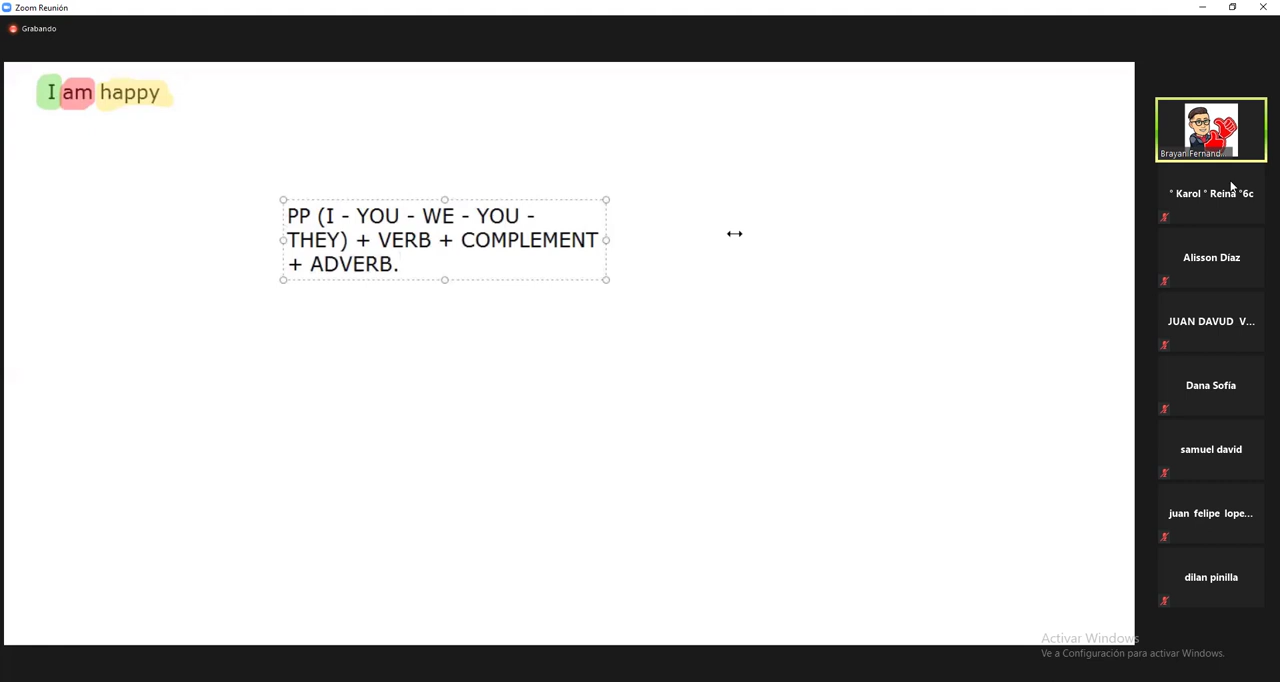 Zoom Reunión
Grabando
I am happy
PP (I - YOU - WE - YOU -
THEY) + VERB + COMPLEMENT
+ ADVERB.
BrayanFernand...
° Karol ° Reina °6c
Alisson Díaz
JUAN DAVUD V...
Dana Sofía
samuel david
juan felipe lope...
dilan pinilla
Activar Windows
Ve a Configuración para activar Windows.